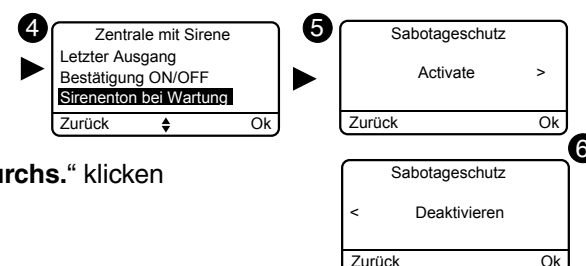 4
Zentrale mit Sirene
Letzter Ausgang
Bestätigung ON/OFF
Sirenenton bei Wartung
Zurück Ok
5
Sabotageschutz
Activate >
Zurück Ok
urchs.“ klicken
6
Sabotageschutz
< Deaktivieren
Zurück Ok